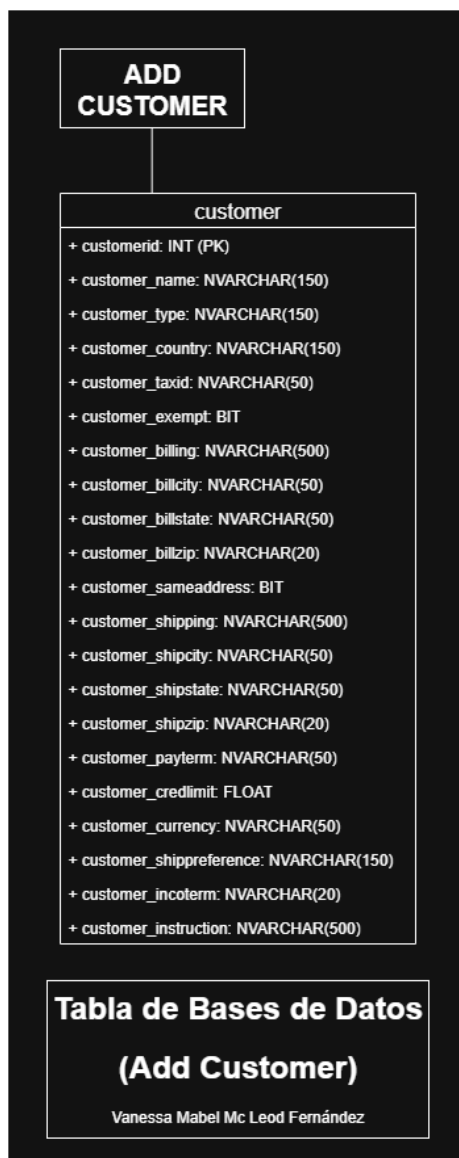 ADD
CUSTOMER
customer
+ customerid: INT (PK)
+ customer_name: NVARCHAR(150)
+ customer_type: NVARCHAR(150)
+ customer_country: NVARCHAR(150)
+ customer_taxid: NVARCHAR(50)
+ customer_exempt: BIT
+ customer_billing: NVARCHAR(500)
+ customer_billcity: NVARCHAR(50)
+ customer_billstate: NVARCHAR(50)
+ customer_billzip: NVARCHAR(20)
+ customer_sameaddress: BIT
+ customer_shipping: NVARCHAR(500)
+ customer_shipcity: NVARCHAR(50)
+ customer_shipstate: NVARCHAR(50)
+ customer_shipzip: NVARCHAR(20)
+ customer_payterm: NVARCHAR(50)
+ customer_credlimit: FLOAT
+ customer_currency: NVARCHAR(50)
+ customer_shippreference: NVARCHAR(150)
+ customer_incoterm: NVARCHAR(20)
+ customer_instruction: NVARCHAR(500)
Tabla de Bases de Datos
(Add Customer)
Vanessa Mabel Mc Leod Fernández